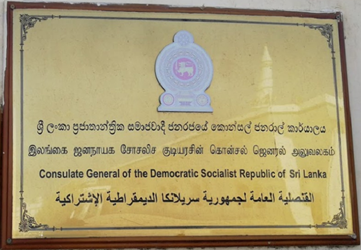 ශ්‍රී ලංකා ප්‍රජාතාන්ත්‍රික සමාජවාදී ජනරජයේ කොන්සල් ජනරාල් කාර්යාලය
இலங்கை ஜனநாயக சோசலிச குடியரசின் கொன்சல் ஜெனரல் அலுவலகம்
Consulate General of the Democratic Socialist Republic of Sri Lanka
القنصلية العامة لجمهورية سريلانكا الديمقراطية الإشتراكية